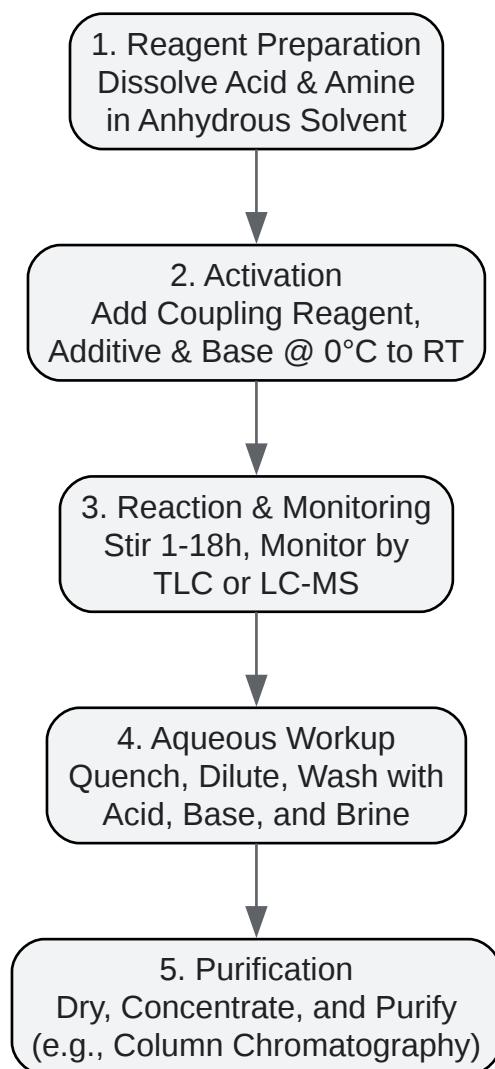 1. Reagent Preparation
Dissolve Acid & Amine
in Anhydrous Solvent
2. Activation
Add Coupling Reagent,
Additive & Base @ 0°C to RT
3. Reaction & Monitoring
Stir 1-18h, Monitor by
TLC or LC-MS
4. Aqueous Workup
Quench, Dilute, Wash with
Acid, Base, and Brine
5. Purification
Dry, Concentrate, and Purify
(e.g., Column Chromatography)